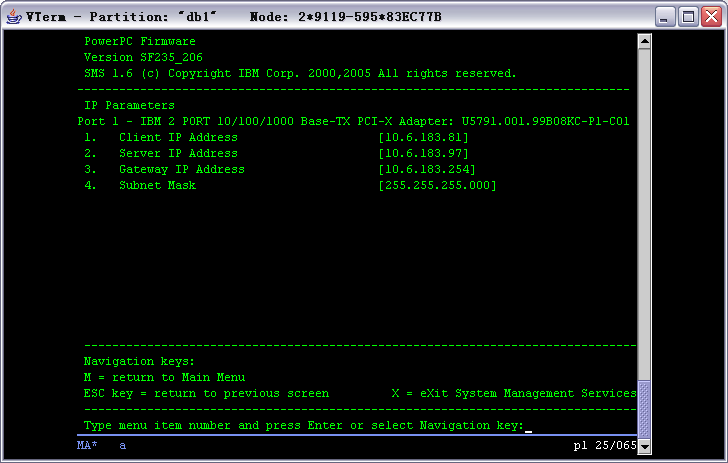 VTerm - Partition: "db1"    Node: 2*9119-595*83EC77B
PowerPC Firmware
Version SF235_206
SMS 1.6 (c) Copyright IBM Corp. 2000,2005 All rights reserved.
IP Parameters
Port 1 - IBM 2 PORT 10/100/1000 Base-TX PCI-X Adapter: U5791.001.99B08KC-P1-C01
1.   Client IP Address                    [10.6.183.81]
2.   Server IP Address                    [10.6.183.97]
3.   Gateway IP Address                   [10.6.183.254]
4.   Subnet Mask                          [255.255.255.000]
Navigation keys:
M = return to Main Menu
ESC key = return to previous screen         X = eXit System Management Services
Type menu item number and press Enter or select Navigation key:
MA*   a                                                                p1 25/065